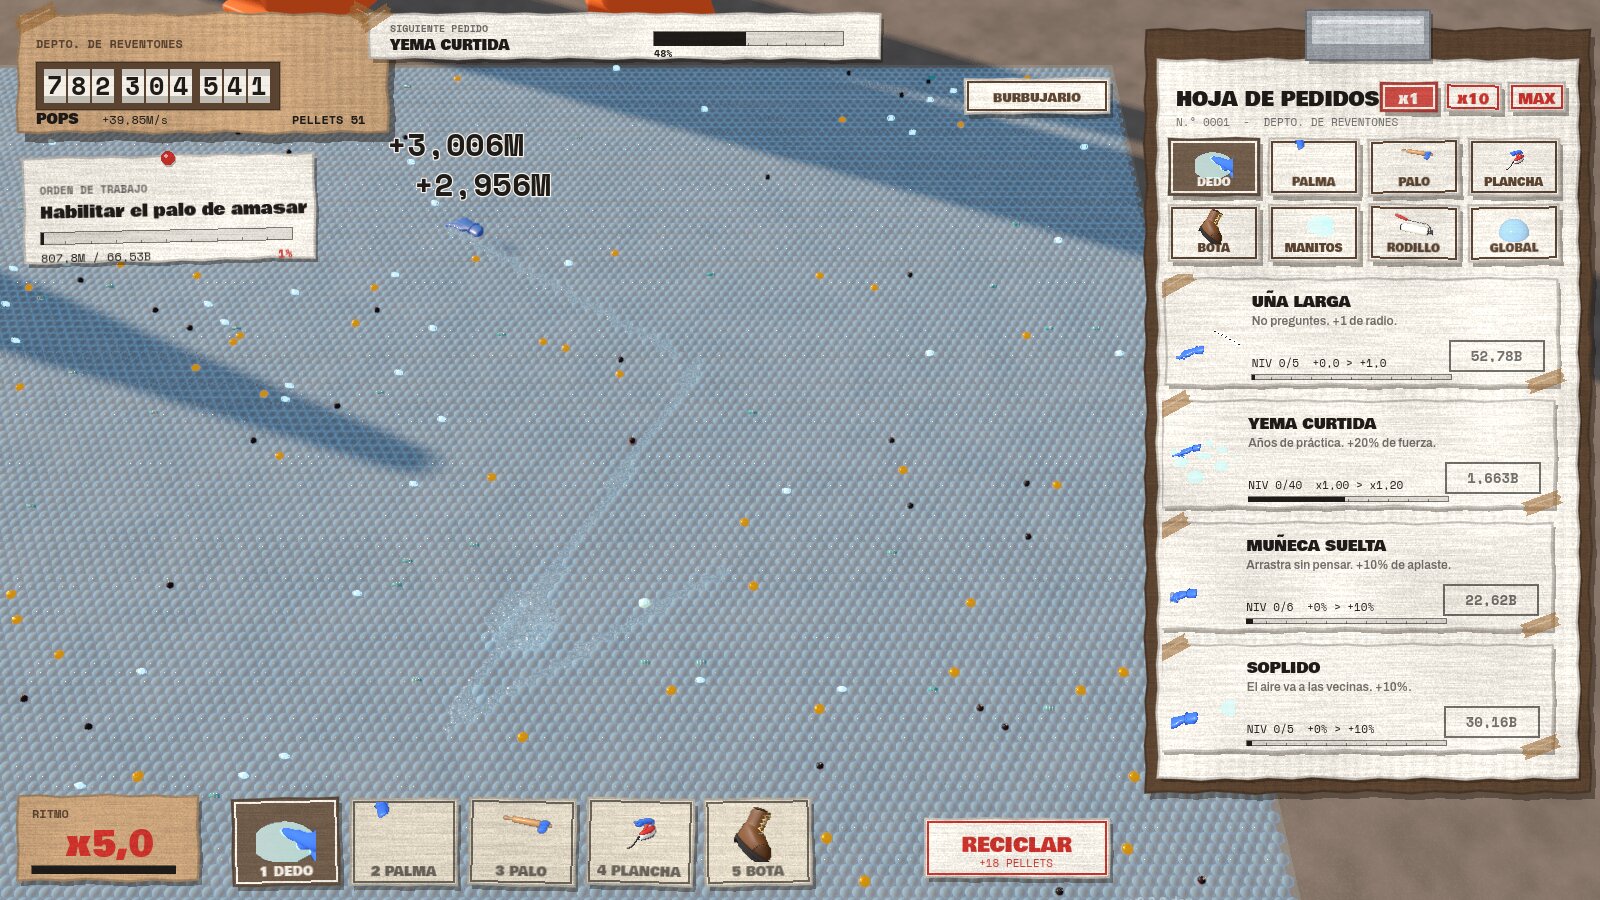 DEPTO. DE REVENTONES
782 304 541
POPS +39,85M/s PELLETS 51
SIGUIENTE PEDIDO
YEMA CURTIDA
48%
BURBUJARIO
+3,006M
+2,956M
ORDEN DE TRABAJO
Habilitar el palo de amasar
807,8M / 66,53B 1%
HOJA DE PEDIDOS x1 x10 MAX
N.° 0001 - DEPTO. DE REVENTONES
DEDO PALMA PALO PLANCHA
BOTA MANITOS RODILLO GLOBAL
UÑA LARGA
No preguntes. +1 de radio.
NIV 0/5 +0,0 > +1,0 52,78B
YEMA CURTIDA
Años de práctica. +20% de fuerza.
NIV 0/40 x1,00 > x1,20 1,663B
MUÑECA SUELTA
Arrastra sin pensar. +10% de aplaste.
NIV 0/6 +0% > +10% 22,62B
SOPLIDO
El aire va a las vecinas. +10%.
NIV 0/5 +0% > +10% 30,16B
RITMO
x5,0
1 DEDO 2 PALMA 3 PALO 4 PLANCHA 5 BOTA
RECICLAR
+18 PELLETS